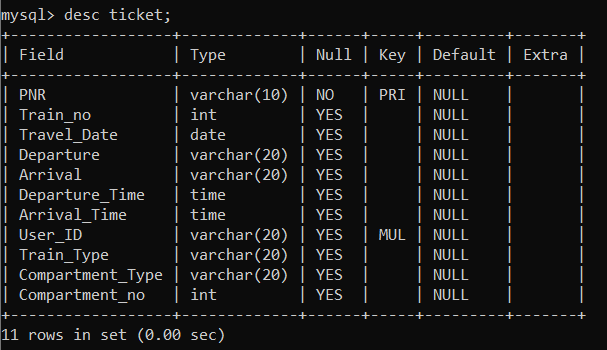 mysql> desc ticket;
+------------------+-------------+------+-----+---------+-------+
| Field            | Type        | Null | Key | Default | Extra |
+------------------+-------------+------+-----+---------+-------+
| PNR              | varchar(10) | NO   | PRI | NULL    |       |
| Train_no         | int         | YES  |     | NULL    |       |
| Travel_Date      | date        | YES  |     | NULL    |       |
| Departure        | varchar(20) | YES  |     | NULL    |       |
| Arrival          | varchar(20) | YES  |     | NULL    |       |
| Departure_Time   | time        | YES  |     | NULL    |       |
| Arrival_Time     | time        | YES  |     | NULL    |       |
| User_ID          | varchar(20) | YES  | MUL | NULL    |       |
| Train_Type       | varchar(20) | YES  |     | NULL    |       |
| Compartment_Type | varchar(20) | YES  |     | NULL    |       |
| Compartment_no   | int         | YES  |     | NULL    |       |
+------------------+-------------+------+-----+---------+-------+
11 rows in set (0.00 sec)